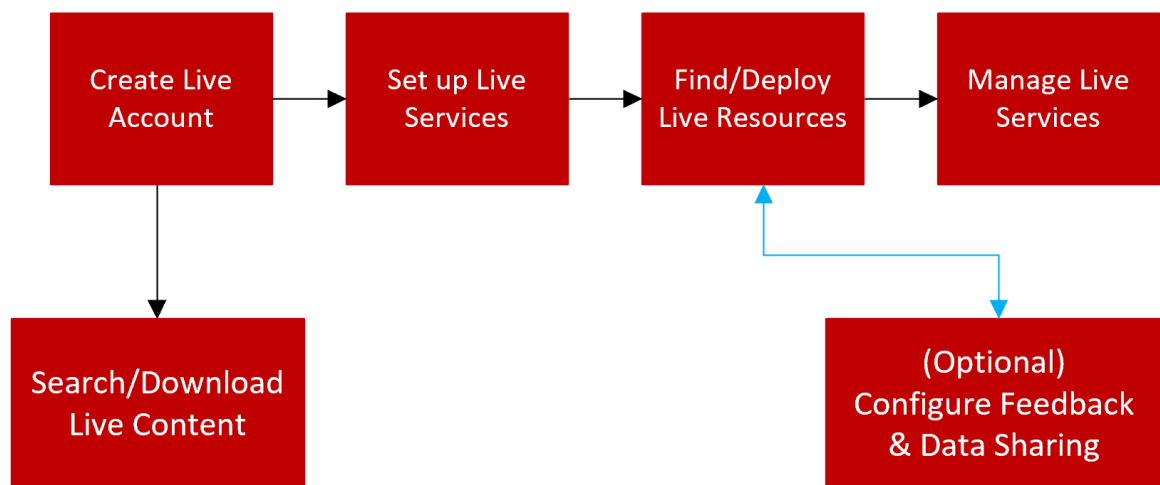 Create Live
Account
Set up Live
Services
Find/Deploy
Live Resources
Manage Live
Services
Search/Download
Live Content
(Optional)
Configure Feedback
& Data Sharing